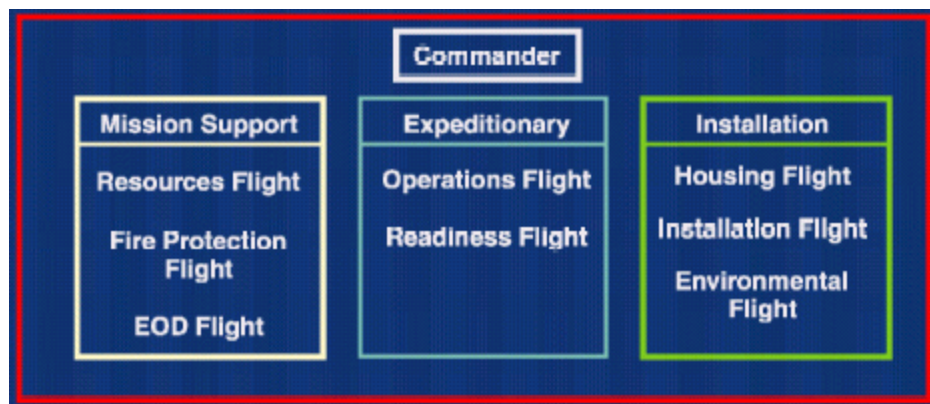 Commander
Mission Support
Resources Flight
Fire Protection
Flight
EOD Flight
Expeditionary
Operations Flight
Readiness Flight
Installation
Housing Flight
Installation Flight
Environmental
Flight